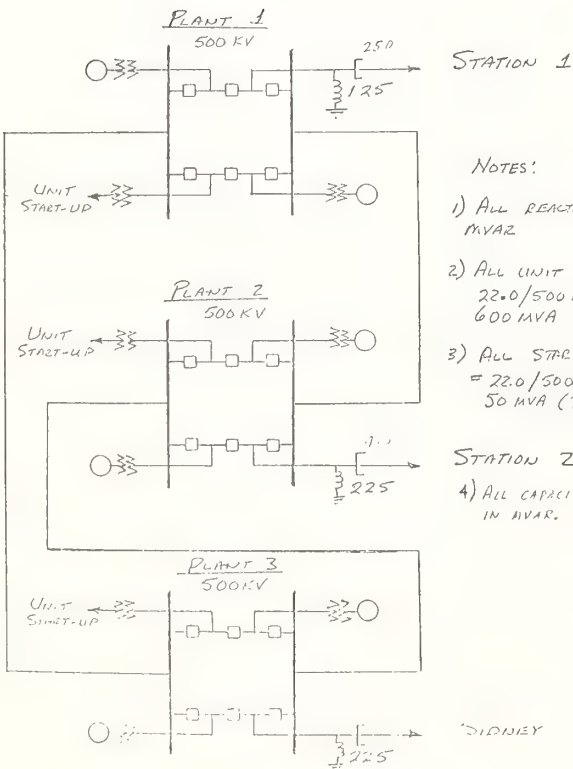 PLANT 1
500 KV
250
125
STATION 1
UNIT
START-UP
NOTES:
1) ALL REACT
MVAR
2) ALL UNIT
22.0/500
600 MVA
3) ALL STAR
= 22.0/500
50 MVA
PLANT 2
500 KV
UNIT
START-UP
225
STATION 2
4) ALL CAPACI
IN MVAR.
PLANT 3
500 KV
UNIT
START-UP
225
SIDNEY